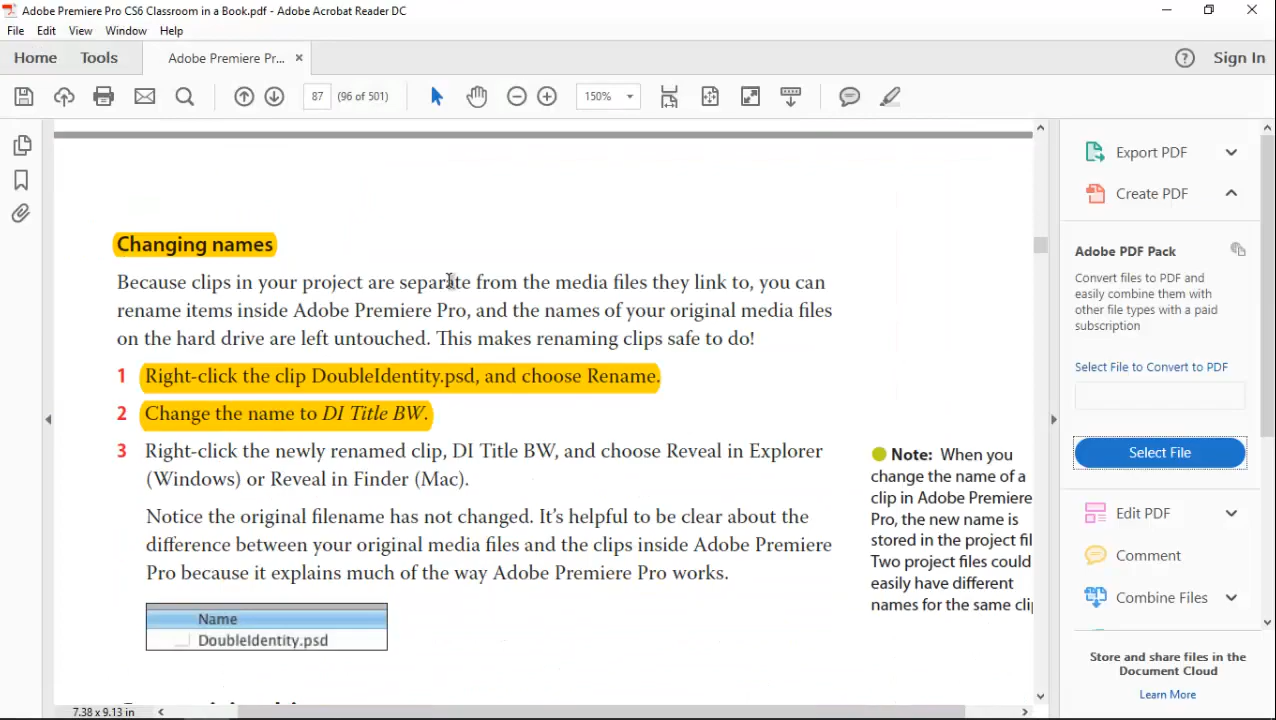 Adobe Premiere Pro CS6 Classroom in a Book.pdf - Adobe Acrobat Reader DC
File Edit View Window Help
Home Tools Adobe Premiere Pr... × ? Sign In
87 (96 of 501) 150%
Changing names
Because clips in your project are separate from the media files they link to, you can
rename items inside Adobe Premiere Pro, and the names of your original media files
on the hard drive are left untouched. This makes renaming clips safe to do!
1 Right-click the clip DoubleIdentity.psd, and choose Rename.
2 Change the name to DI Title BW.
3 Right-click the newly renamed clip, DI Title BW, and choose Reveal in Explorer
(Windows) or Reveal in Finder (Mac).
Notice the original filename has not changed. It's helpful to be clear about the
difference between your original media files and the clips inside Adobe Premiere
Pro because it explains much of the way Adobe Premiere Pro works.
Name
DoubleIdentity.psd
Note: When you
change the name of a
clip in Adobe Premiere
Pro, the new name is
stored in the project fil
Two project files could
easily have different
names for the same cli
7.38 x 9.13 in
Export PDF
Create PDF
Adobe PDF Pack
Convert files to PDF and
easily combine them with
other file types with a paid
subscription
Select File to Convert to PDF
Select File
Edit PDF
Comment
Combine Files
Store and share files in the
Document Cloud
Learn More